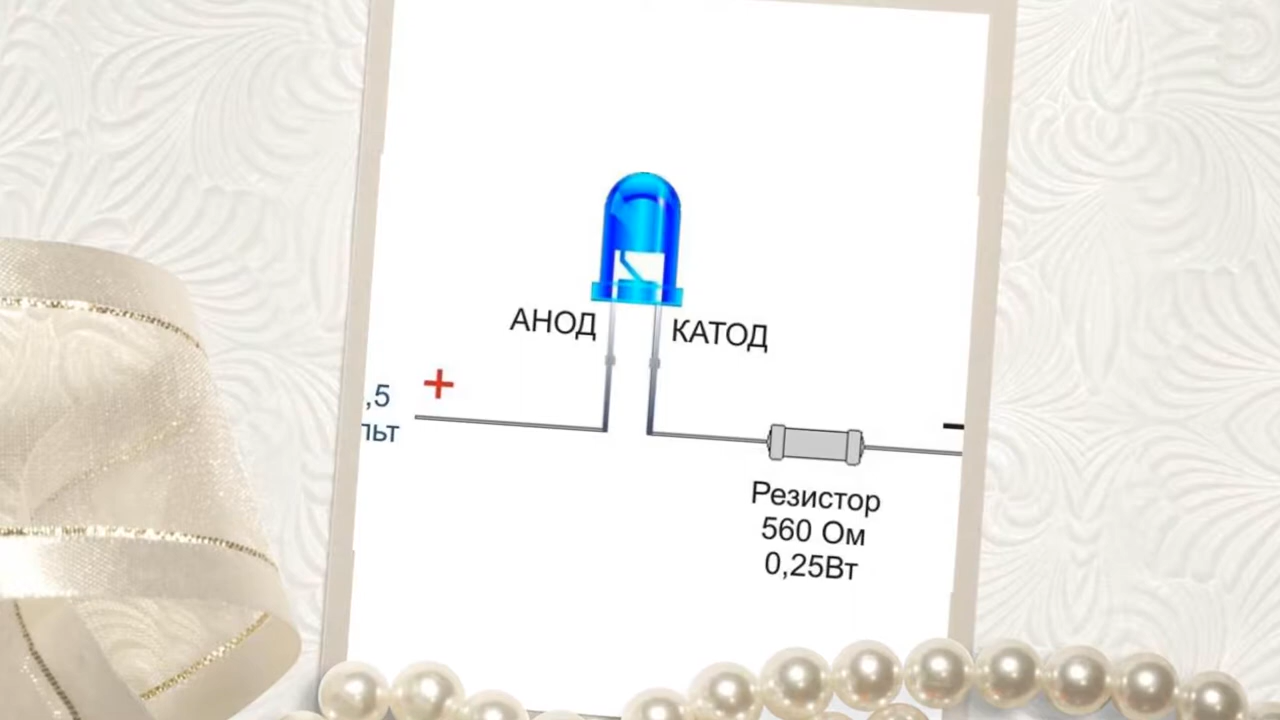 АНОД
КАТОД
+
,5
льт
–
Резистор
560 Ом
0,25Вт